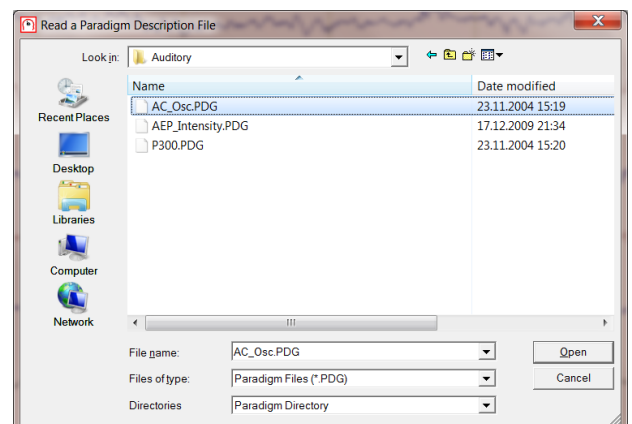 Read a Paradigm Description File
Look in: Auditory
Name Date modified
AC_Osc.PDG 23.11.2004 15:19
AEP_Intensity.PDG 17.12.2009 21:34
P300.PDG 23.11.2004 15:20
Recent Places
Desktop
Libraries
Computer
Network
File name: AC_Osc.PDG Open
Files of type: Paradigm Files (*.PDG) Cancel
Directories Paradigm Directory